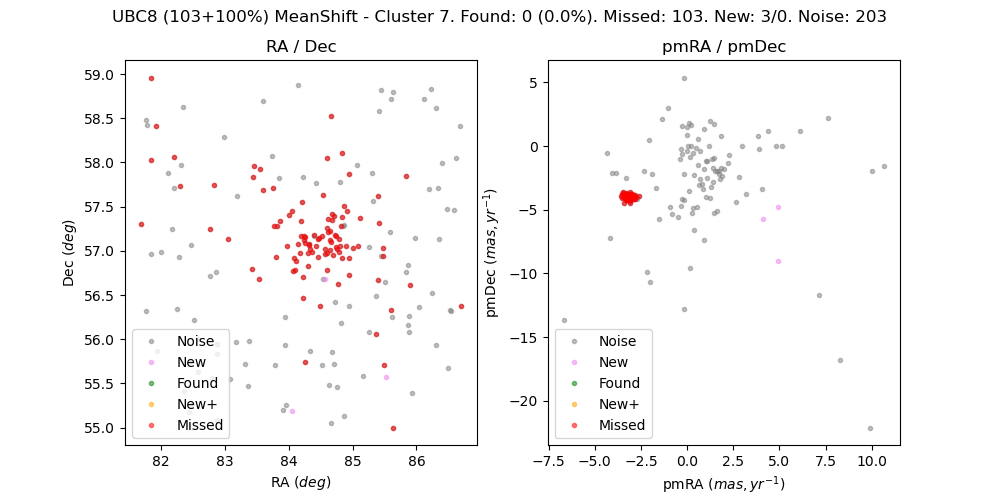 UBC8 (103+100%) MeanShift - Cluster 7. Found: 0 (0.0%). Missed: 103. New: 3/0. Noise: 203
RA / Dec
59.0
58.5
58.0
57.5
57.0
56.5
56.0
55.5
55.0
Dec (deg)
Noise
New
Found
New+
Missed
82 83 84 85 86
RA (deg)
pmRA / pmDec
5
0
−5
−10
−15
−20
pmDec (mas, yr⁻¹)
Noise
New
Found
New+
Missed
−7.5 −5.0 −2.5 0.0 2.5 5.0 7.5 10.0
pmRA (mas, yr⁻¹)